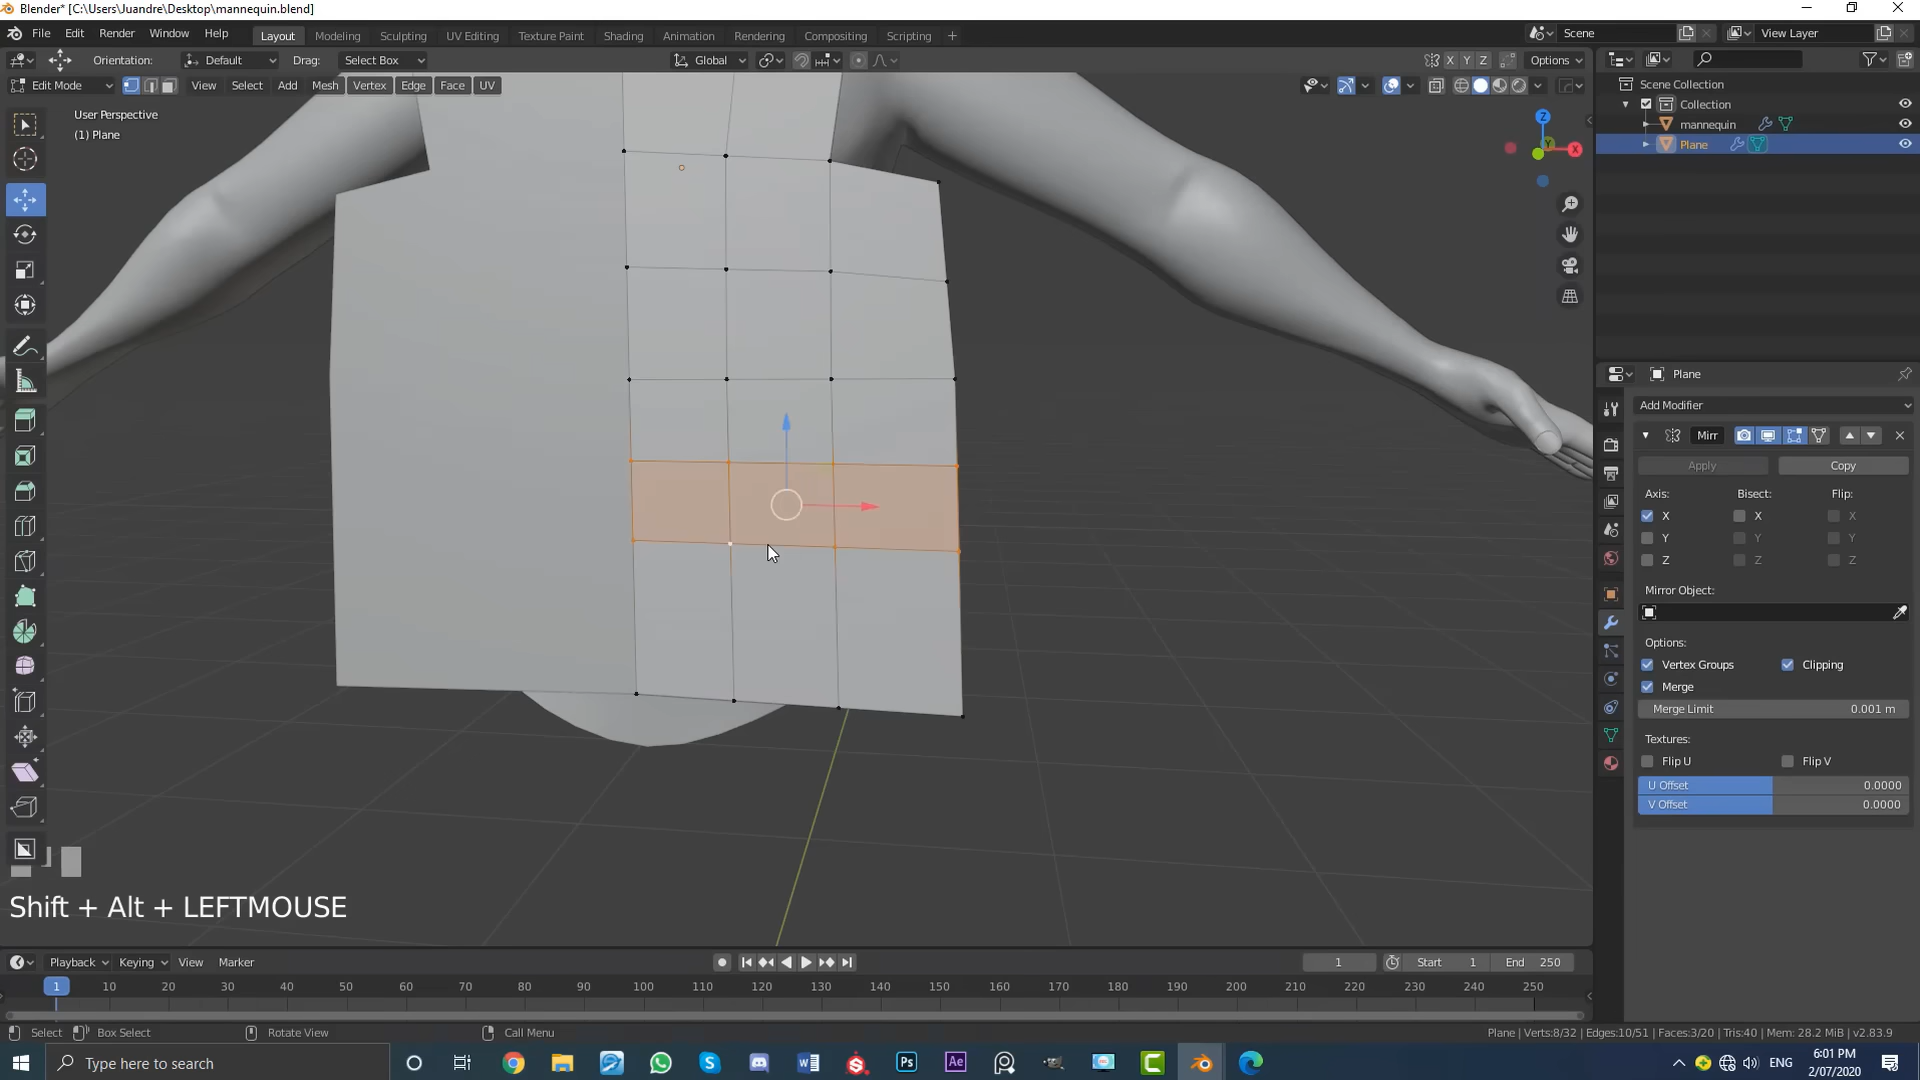 Blender* [C:\Users\Juandre\Desktop\mannequin.blend]
File Edit Render Window Help Layout Modeling Sculpting UV Editing Texture Paint Shading Animation Rendering Compositing Scripting + Scene View Layer
Orientation: Default Drag: Select Box Global X Y Z Options
Edit Mode View Select Add Mesh Vertex Edge Face UV
User Perspective
(1) Plane
Z
X
Y
Scene Collection
Collection
mannequin
Plane
Plane
Add Modifier
Mirr
Apply Copy
Axis: Bisect: Flip:
X X X
Y Y Y
Z Z Z
Mirror Object:
Options:
Vertex Groups Clipping
Merge
Merge Limit 0.001 m
Textures:
Flip U Flip V
U Offset 0.0000
V Offset 0.0000
Shift + Alt + LEFTMOUSE
Playback Keying View Marker 1 Start 1 End 250
1 10 20 30 40 50 60 70 80 90 100 110 120 130 140 150 160 170 180 190 200 210 220 230 240 250
Select Box Select Rotate View Call Menu Plane | Verts:8/32 | Edges:10/51 | Faces:3/20 | Tris:40 | Mem: 28.2 MiB | v2.83.9
Type here to search W S Ps Ae ENG 6:01 PM
2/07/2020